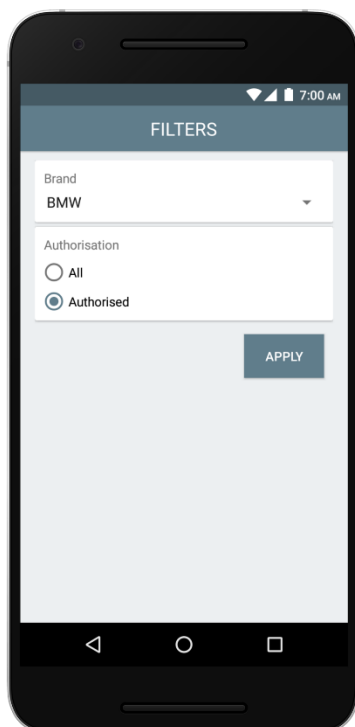 7:00 AM
FILTERS
Brand
BMW
Authorisation
All
Authorised
APPLY